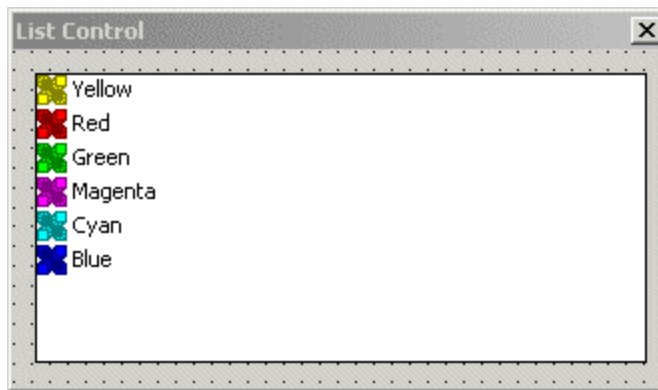 List Control
Yellow
Red
Green
Magenta
Cyan
Blue